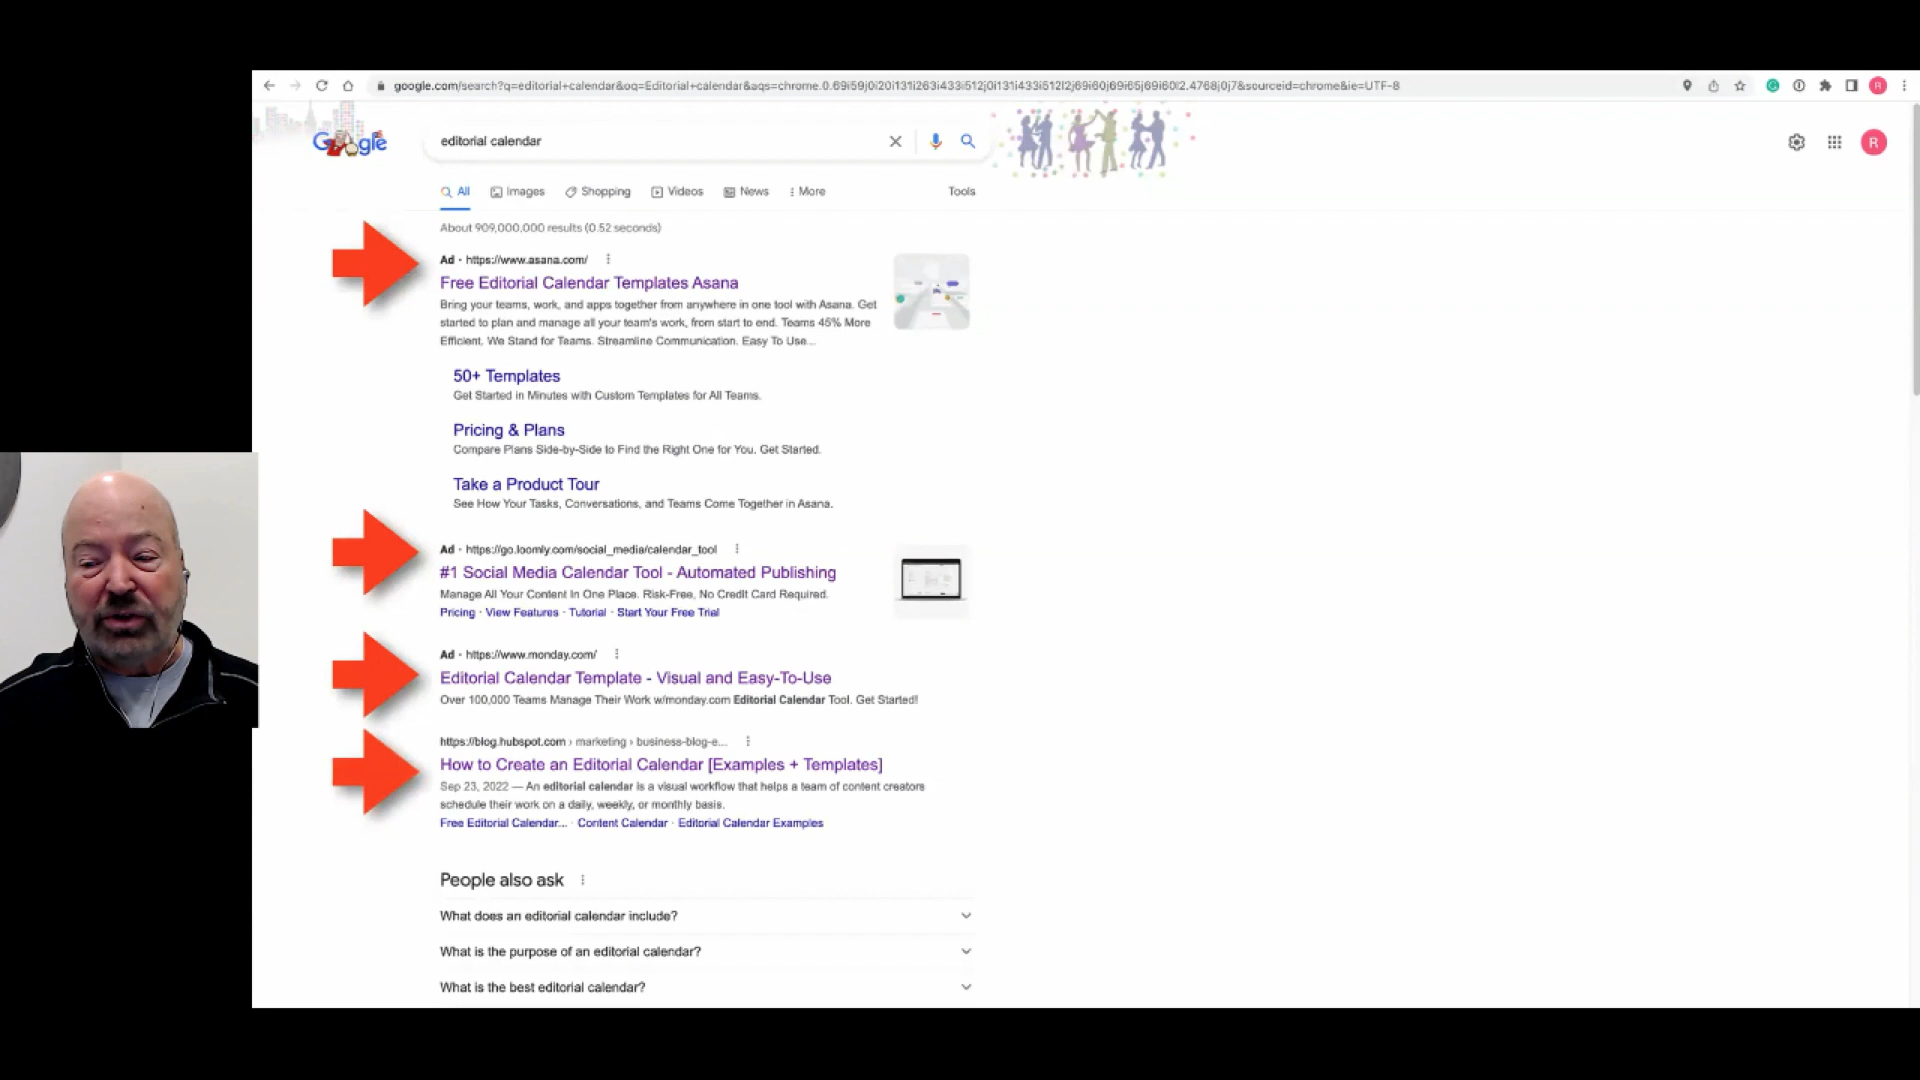 google.com/search?q=editorial+calendar&oq=Editorial+calendar&aqs=chrome.0.69i59j0i20i131i263i433i512j0i131i433i512l2j69i60j69i65j69i60l2.4768j0j7&sourceid=chrome&ie=UTF-8
R
Google
editorial calendar
R
All
Images
Shopping
Videos
News
More
Tools
About 909,000,000 results (0.52 seconds)
Ad · https://www.asana.com/
Free Editorial Calendar Templates Asana
Bring your teams, work, and apps together from anywhere in one tool with Asana. Get
started to plan and manage all your team's work, from start to end. Teams 45% More
Efficient. We Stand for Teams. Streamline Communication. Easy To Use...
50+ Templates
Get Started in Minutes with Custom Templates for All Teams.
Pricing & Plans
Compare Plans Side-by-Side to Find the Right One for You. Get Started.
Take a Product Tour
See How Your Tasks, Conversations, and Teams Come Together in Asana.
Ad · https://go.loomly.com/social_media/calendar_tool
#1 Social Media Calendar Tool - Automated Publishing
Manage All Your Content In One Place. Risk-Free, No Credit Card Required.
Pricing · View Features · Tutorial · Start Your Free Trial
Ad · https://www.monday.com/
Editorial Calendar Template - Visual and Easy-To-Use
Over 100,000 Teams Manage Their Work w/monday.com Editorial Calendar Tool. Get Started!
https://blog.hubspot.com › marketing › business-blog-e...
How to Create an Editorial Calendar [Examples + Templates]
Sep 23, 2022 — An editorial calendar is a visual workflow that helps a team of content creators
schedule their work on a daily, weekly, or monthly basis.
Free Editorial Calendar... · Content Calendar · Editorial Calendar Examples
People also ask
What does an editorial calendar include?
What is the purpose of an editorial calendar?
What is the best editorial calendar?